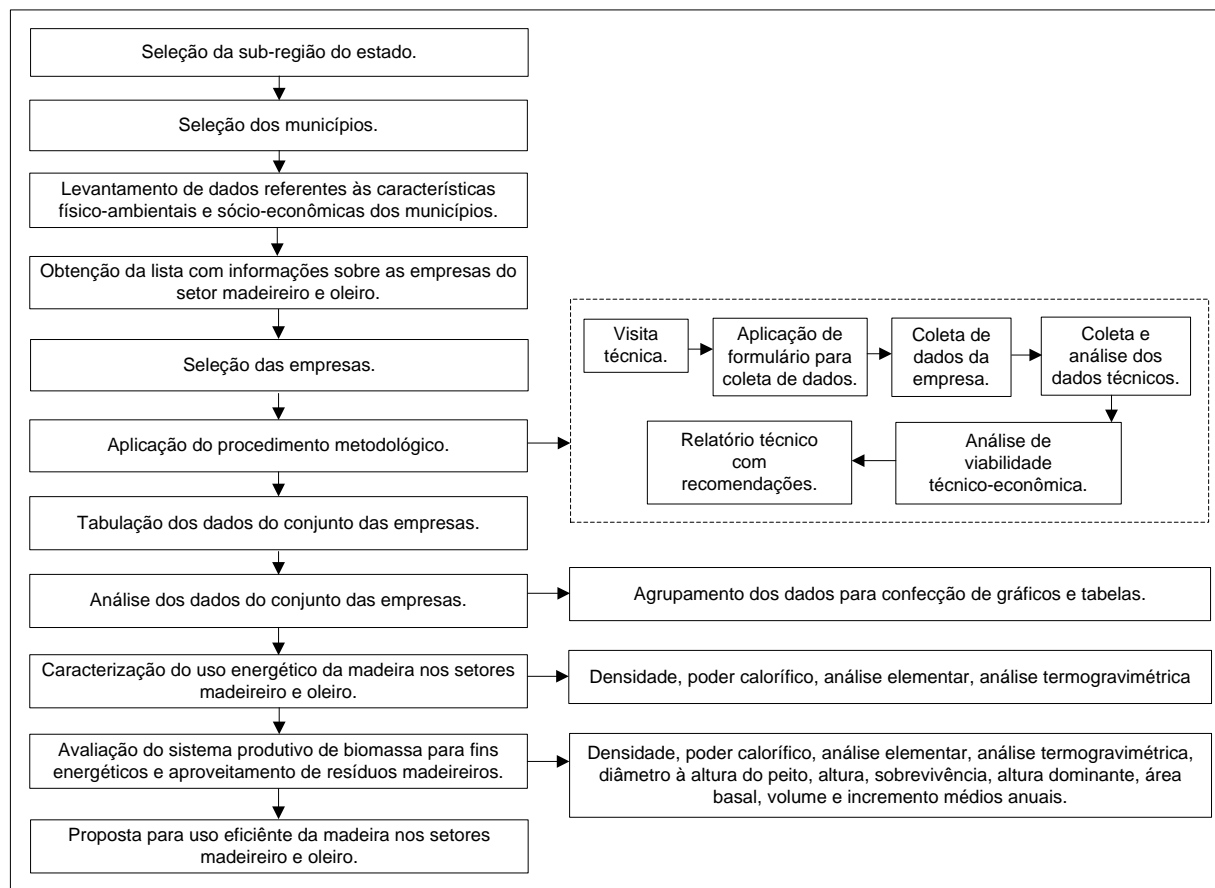 Seleção da sub-região do estado.
Seleção dos municípios.
Levantamento de dados referentes às características
físico-ambientais e sócio-econômicas dos municípios.
Obtenção da lista com informações sobre as empresas do
setor madeireiro e oleiro.
Seleção das empresas.
Aplicação do procedimento metodológico.
Visita
técnica.
Aplicação de
formulário para
coleta de dados.
Coleta de
dados da
empresa.
Coleta e
análise dos
dados técnicos.
Análise de
viabilidade
técnico-econômica.
Relatório técnico
com
recomendações.
Tabulação dos dados do conjunto das empresas.
Análise dos dados do conjunto das empresas.
Agrupamento dos dados para confecção de gráficos e tabelas.
Caracterização do uso energético da madeira nos setores
madeireiro e oleiro.
Densidade, poder calorífico, análise elementar, análise termogravimétrica
Avaliação do sistema produtivo de biomassa para fins
energéticos e aproveitamento de resíduos madeireiros.
Densidade, poder calorífico, análise elementar, análise termogravimétrica,
diâmetro à altura do peito, altura, sobrevivência, altura dominante, área
basal, volume e incremento médios anuais.
Proposta para uso eficiênte da madeira nos setores
madeireiro e oleiro.